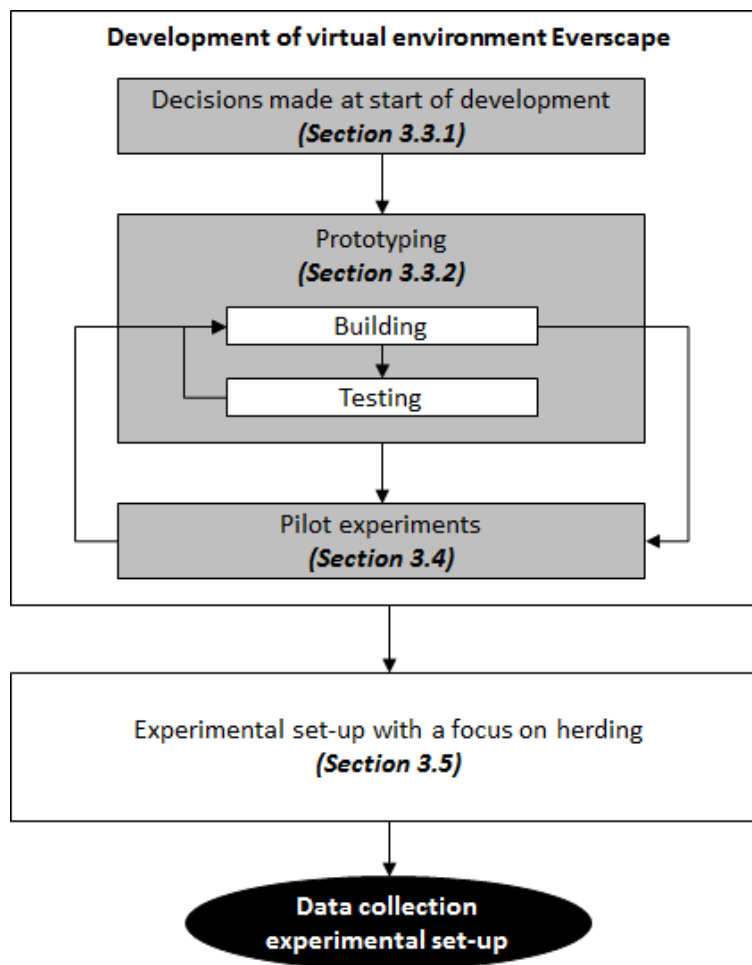 Development of virtual environment Everscape
Decisions made at start of development
(Section 3.3.1)
Prototyping
(Section 3.3.2)
Building
Testing
Pilot experiments
(Section 3.4)
Experimental set-up with a focus on herding
(Section 3.5)
Data collection
experimental set-up